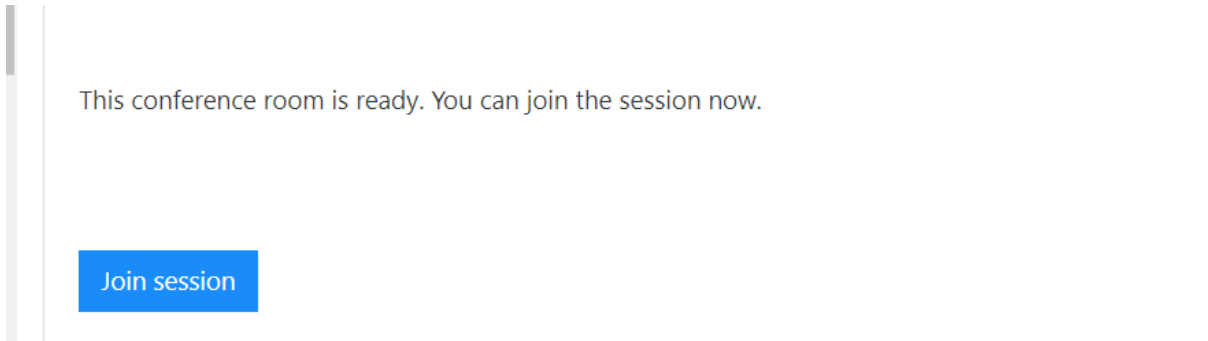 This conference room is ready. You can join the session now.
Join session